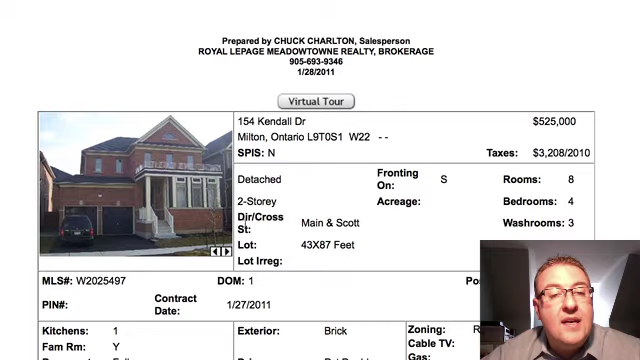 Prepared by CHUCK CHARLTON, Salesperson
ROYAL LEPAGE MEADOWTOWNE REALTY, BROKERAGE
905-693-9346
1/28/2011
Virtual Tour
154 Kendall Dr $525,000
Milton, Ontario L9T0S1 W22 - -
SPIS: N Taxes: $3,208/2010
Detached Fronting On: S Rooms: 8
2-Storey Acreage: Bedrooms: 4
Dir/Cross St: Main & Scott Washrooms: 3
Lot: 43X87 Feet
Lot Irreg:
MLS#: W2025497 DOM: 1
PIN#: Contract Date: 1/27/2011
Kitchens: 1 Exterior: Brick Zoning:
Fam Rm: Y Cable TV:
Gas: